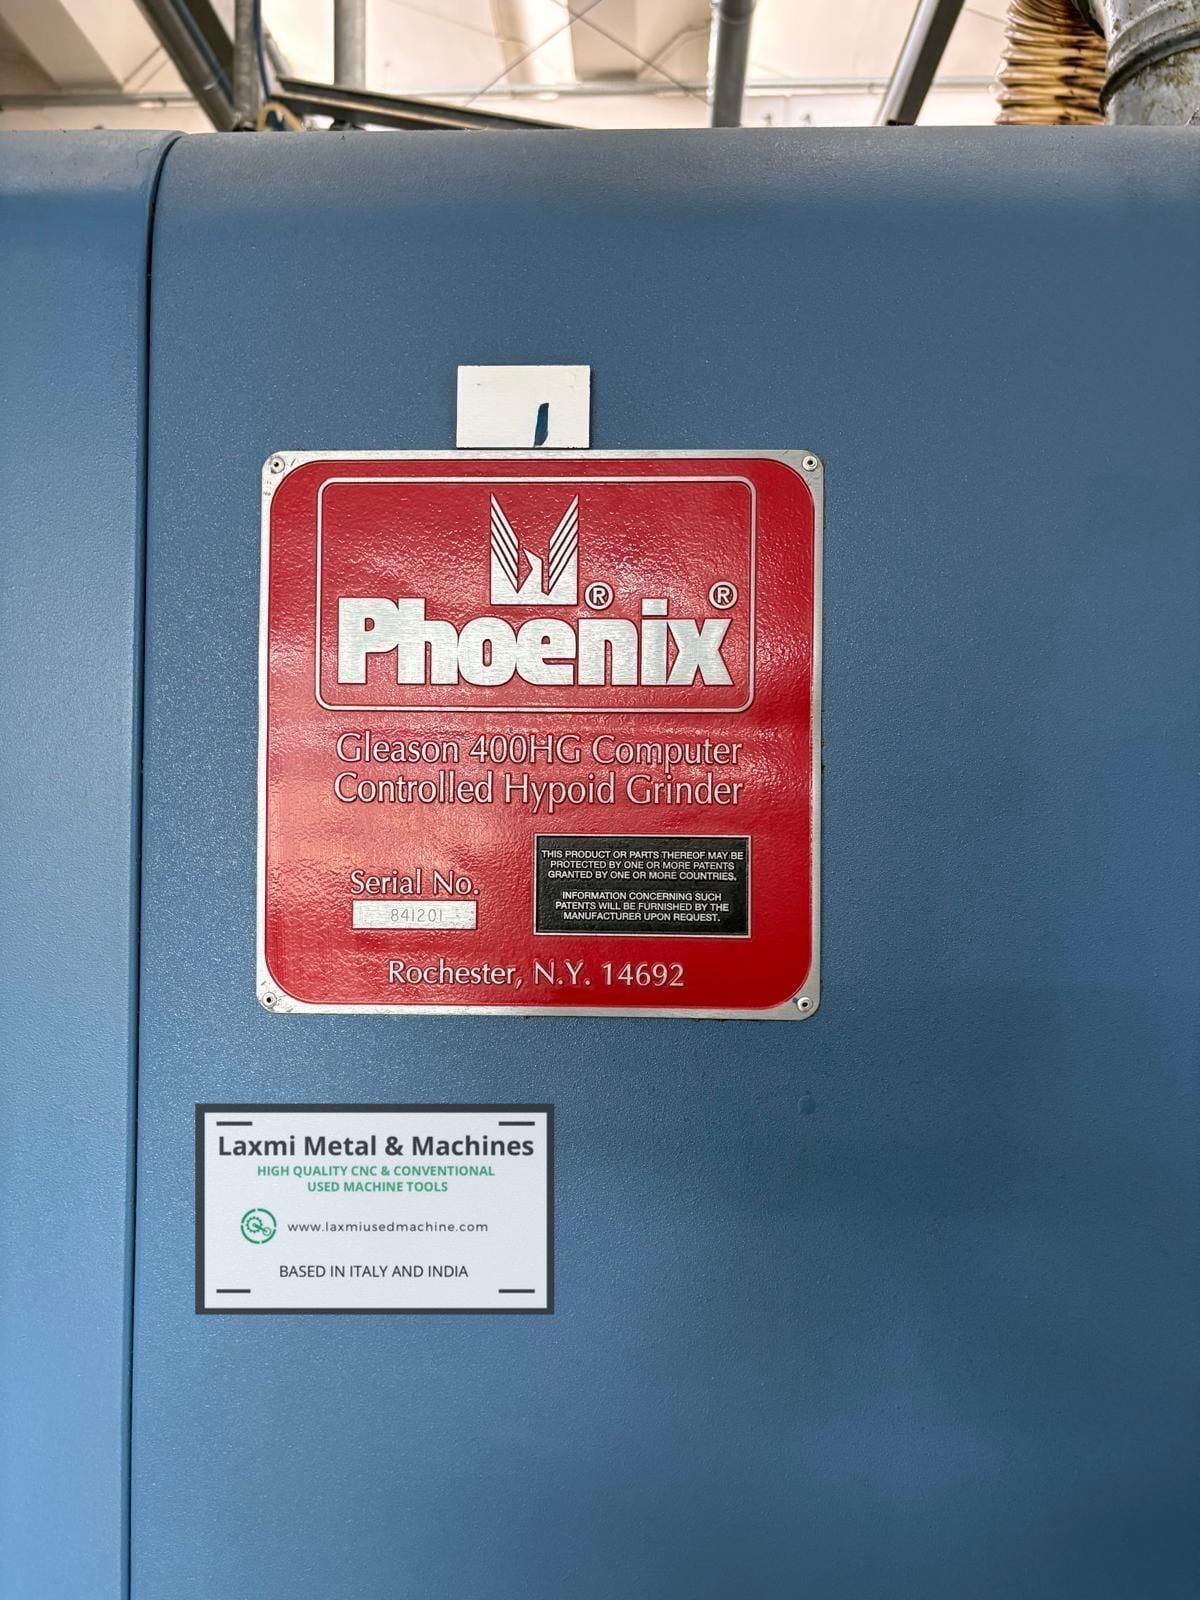 ® ®
Phoenix
Gleason 400HG Computer
Controlled Hypoid Grinder
THIS PRODUCT OR PARTS THEREOF MAY BE
PROTECTED BY ONE OR MORE PATENTS
GRANTED BY ONE OR MORE COUNTRIES.
INFORMATION CONCERNING SUCH
PATENTS WILL BE FURNISHED BY THE
MANUFACTURER UPON REQUEST.
Serial No.
841201
Rochester, N.Y. 14692
Laxmi Metal & Machines
HIGH QUALITY CNC & CONVENTIONAL
USED MACHINE TOOLS
www.laxmiusedmachine.com
BASED IN ITALY AND INDIA